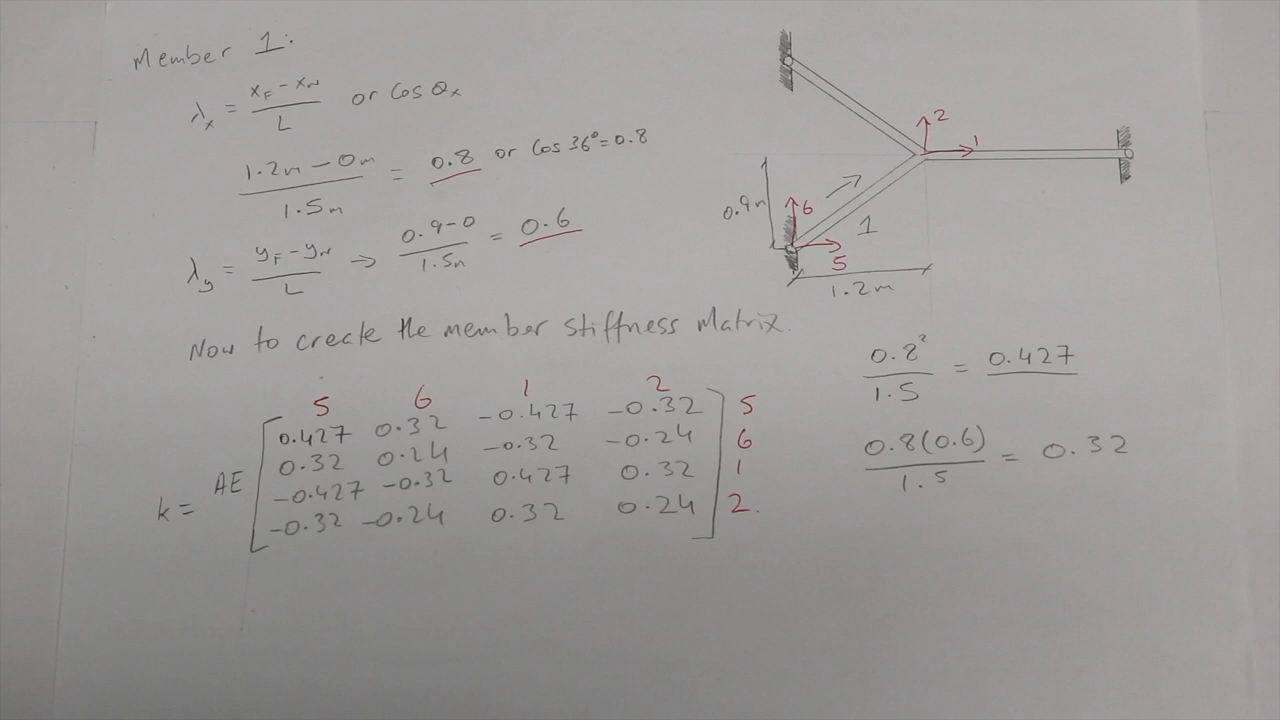 Member 1:
λx = xF - xN / L or Cos θx
1.2m - 0m / 1.5m = 0.8 or Cos 36° = 0.8
λy = yF - yN / L → 0.9 - 0 / 1.5m = 0.6
Now to create the member stiffness Matrix.
5 6 1 2
k = AE
0.427 0.32 -0.427 -0.32 5
0.32 0.24 -0.32 -0.24 6
-0.427 -0.32 0.427 0.32 1
-0.32 -0.24 0.32 0.24 2.
2
1
0.9m
6
1
5
1.2m
0.8² / 1.5 = 0.427
0.8(0.6) / 1.5 = 0.32